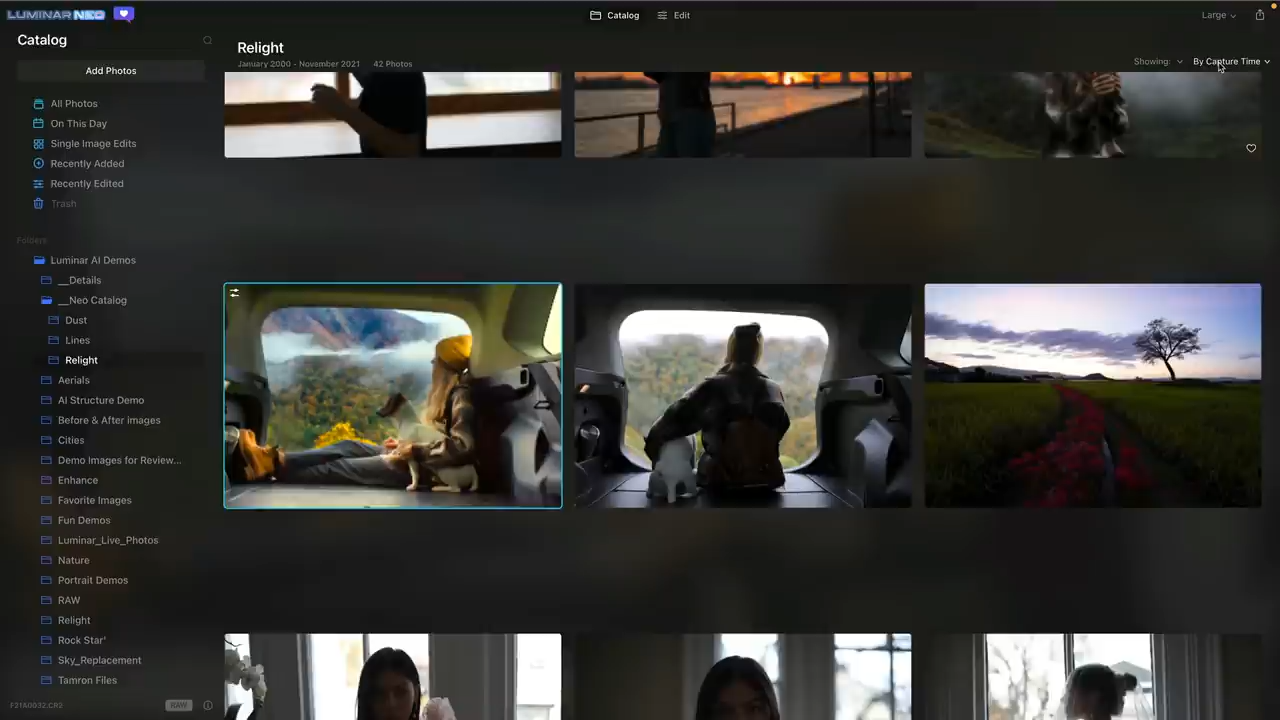 LUMINAR NEO
Catalog
Edit
Large
Catalog
Add Photos
Relight
January 2000 - November 2021 42 Photos
Showing:
By Capture Time
All Photos
On This Day
Single Image Edits
Recently Added
Recently Edited
Trash
Folders
Luminar AI Demos
__Details
__Neo Catalog
Dust
Lines
Relight
Aerials
AI Structure Demo
Before & After images
Cities
Demo Images for Review...
Enhance
Favorite Images
Fun Demos
Luminar_Live_Photos
Nature
Portrait Demos
RAW
Relight
Rock Star'
Sky_Replacement
Tamron Files
F21A0032.CR2
RAW